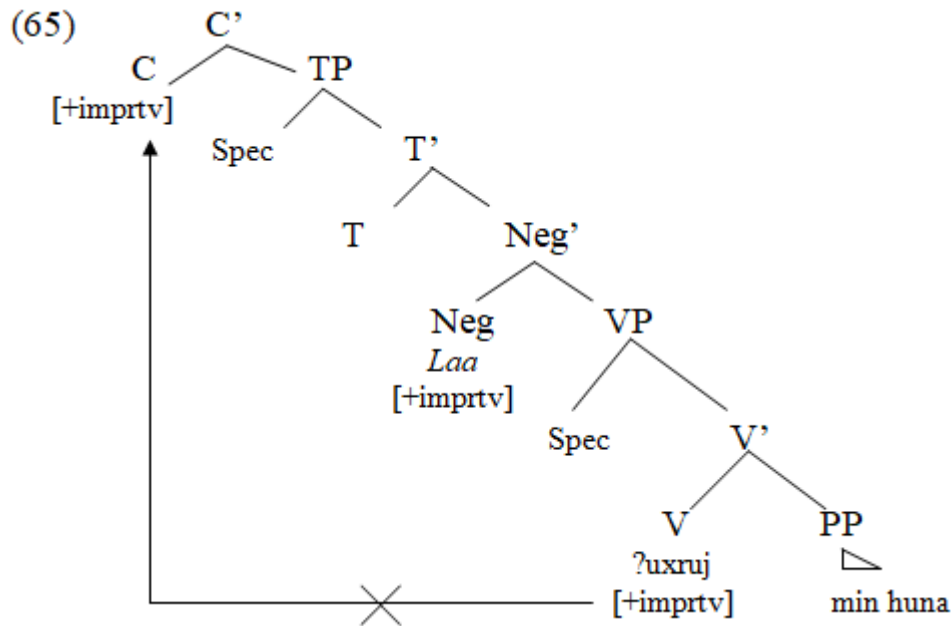 (65)
C’
C
TP
[+imprtv]
Spec
T’
T
Neg’
Neg
VP
Laa
[+imprtv]
Spec
V’
V
PP
?uxruj
min huna
[+imprtv]